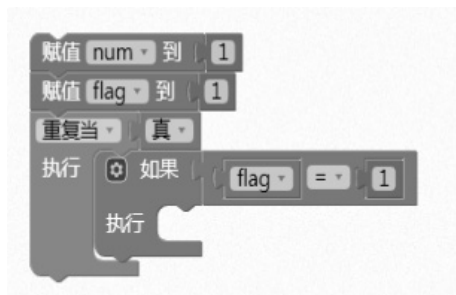 赋值 num 到 1
赋值 flag 到 1
重复当 真
执行 如果 flag = 1
执行